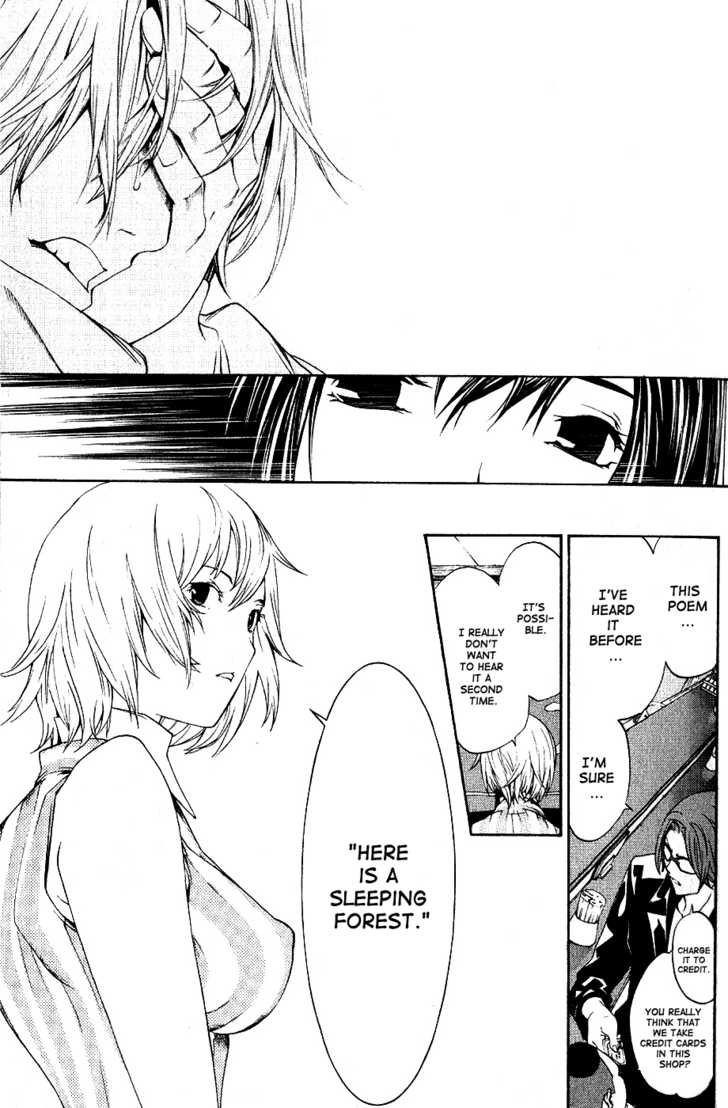 THIS
POEM
...
I'VE
HEARD
IT
BEFORE
...
I'M
SURE
...
CHARGE
IT TO
CREDIT.
YOU REALLY
THINK THAT
WE TAKE
CREDIT CARDS
IN THIS
SHOP?
IT'S
POSSI-
BLE.
I REALLY
DON'T
WANT
TO HEAR
IT A
SECOND
TIME.
"HERE
IS A
SLEEPING
FOREST."